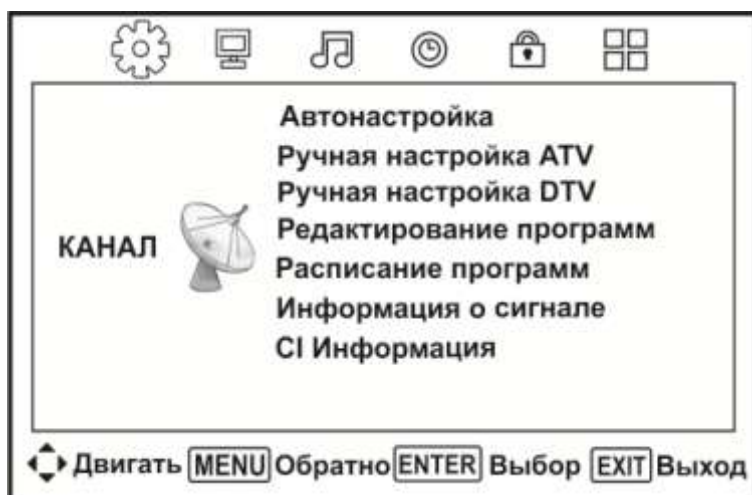 Автонастройка
Ручная настройка ATV
Ручная настройка DTV
Редактирование программ
КАНАЛ
Расписание программ
Информация о сигнале
CI Информация
Двигать MENU Обратно ENTER Выбор EXIT Выход